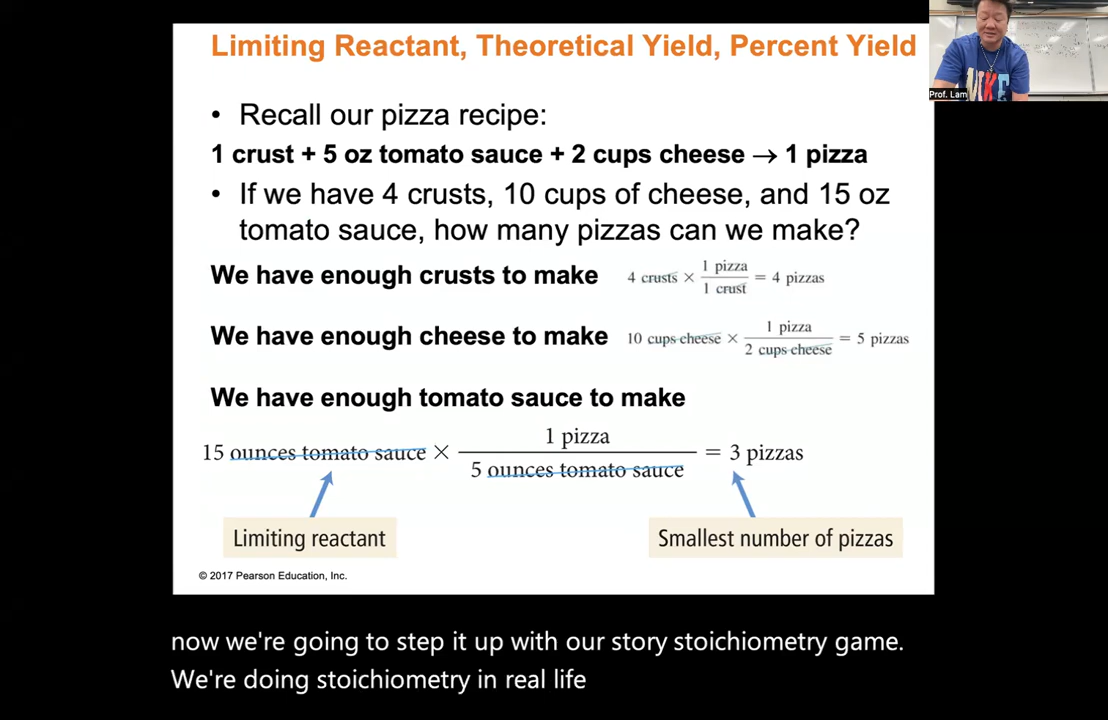 Limiting Reactant, Theoretical Yield, Percent Yield
Prof. Lam
• Recall our pizza recipe:
1 crust + 5 oz tomato sauce + 2 cups cheese → 1 pizza
• If we have 4 crusts, 10 cups of cheese, and 15 oz
tomato sauce, how many pizzas can we make?
We have enough crusts to make 4 crusts × 1 pizza / 1 crust = 4 pizzas
We have enough cheese to make 10 cups cheese × 1 pizza / 2 cups cheese = 5 pizzas
We have enough tomato sauce to make
15 ounces tomato sauce × 1 pizza / 5 ounces tomato sauce = 3 pizzas
Limiting reactant
Smallest number of pizzas
© 2017 Pearson Education, Inc.
now we're going to step it up with our story stoichiometry game.
We're doing stoichiometry in real life